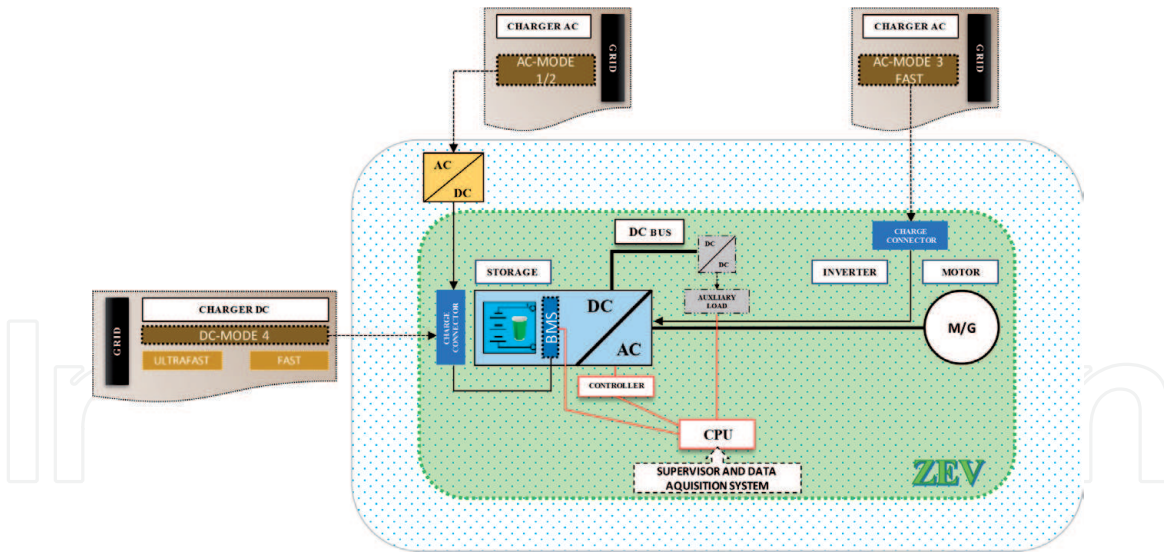 CHARGER AC
GRID
AC-MODE
1/2
CHARGER AC
GRID
AC-MODE 3
FAST
AC
DC
CHARGE
CONNECTOR
DC BUS
DC
DC
STORAGE
INVERTER
MOTOR
AUXLIARY
LOAD
CHARGER DC
GRID
DC-MODE 4
ULTRAFAST
FAST
CHARGE
CONNECTOR
BMS
DC
AC
M/G
CONTROLLER
CPU
SUPERVISOR AND DATA
AQUISITION SYSTEM
ZEV